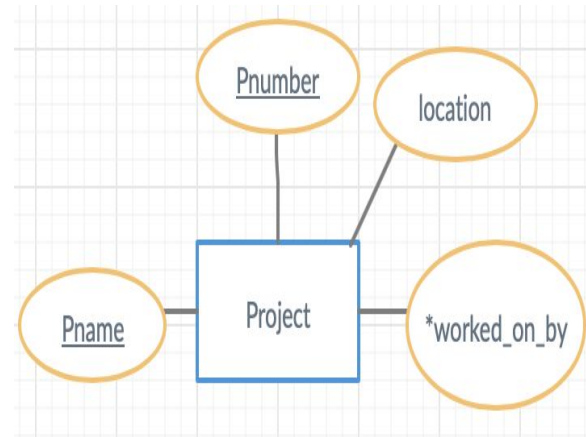 Pnumber
location
Project
Pname
*worked_on_by